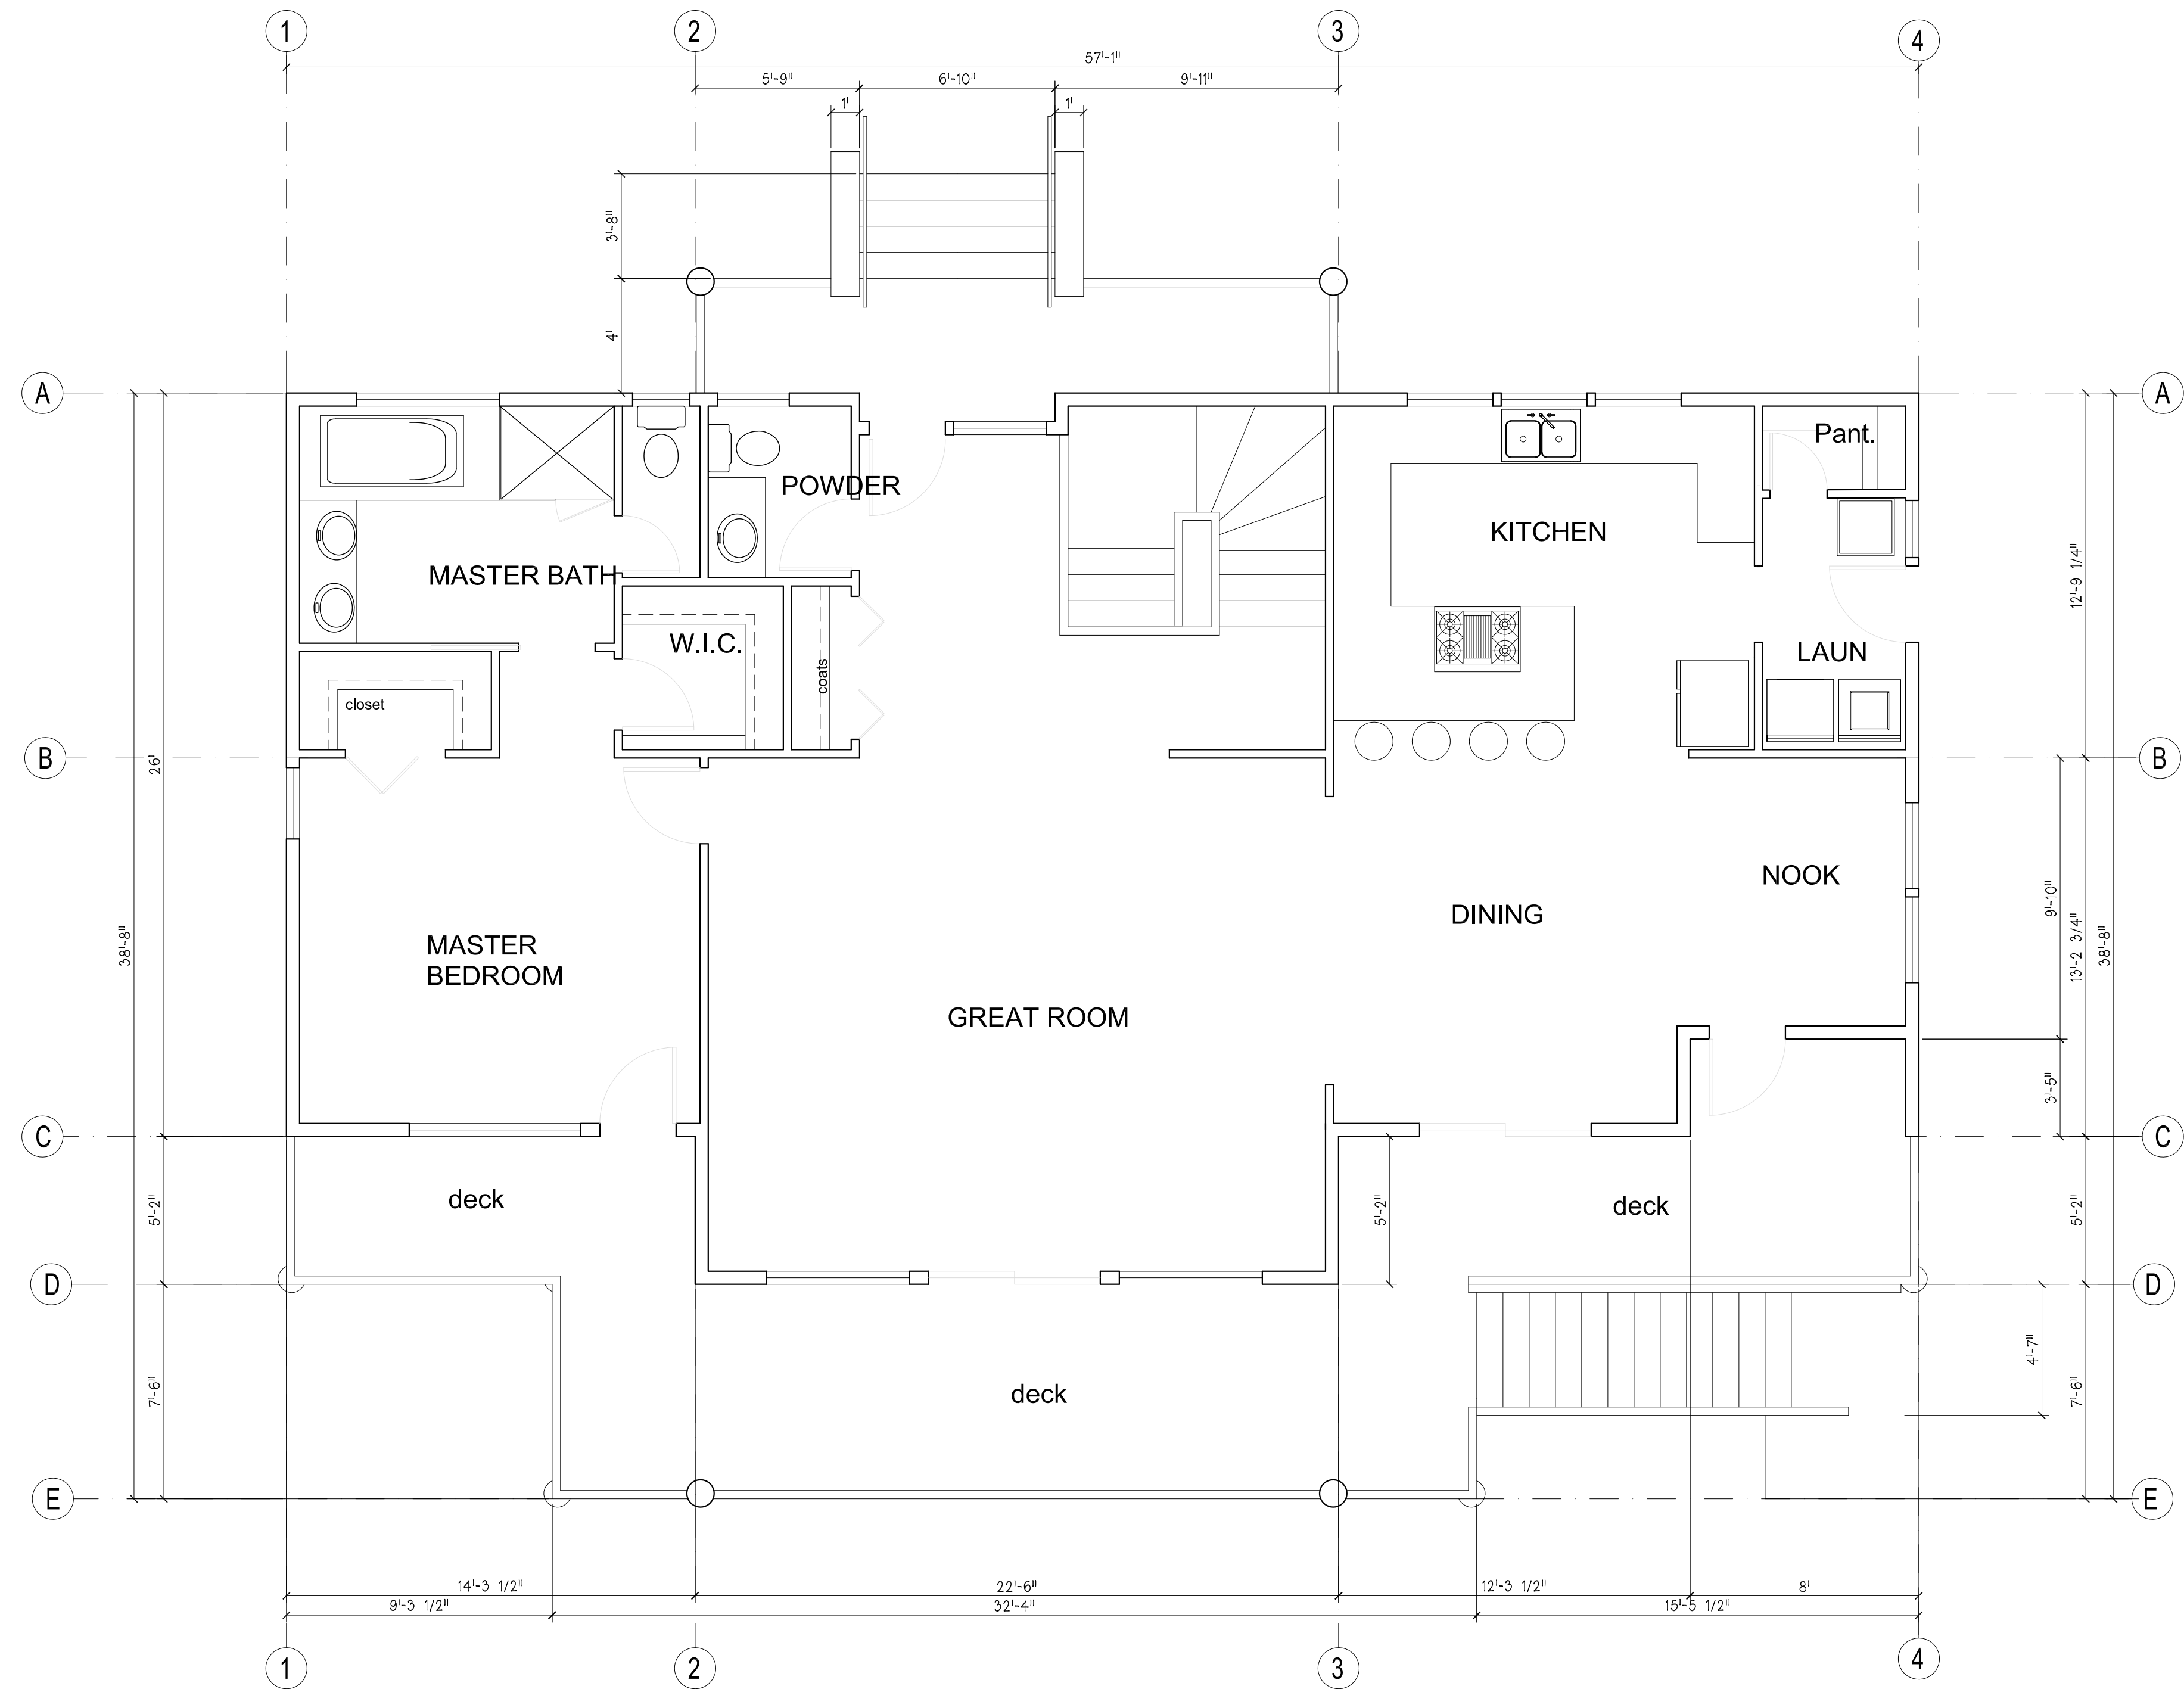 1
2
3
4
57'-1"
5'-9"
6'-10"
9'-11"
1'
1'
3'-8"
4'
A
A
Pant.
POWDER
KITCHEN
MASTER BATH
12'-9 1/4"
W.I.C.
LAUN
coats
closet
B
B
26'
NOOK
9'-10"
DINING
MASTER
BEDROOM
38'-8"
13'-2 3/4"
38'-8"
GREAT ROOM
3'-5"
C
C
deck
5'-2"
5'-2"
deck
5'-2"
D
D
4'-7"
7'-6"
deck
7'-6"
E
E
14'-3 1/2"
22'-6"
12'-3 1/2"
8'
9'-3 1/2"
32'-4"
15'-5 1/2"
1
2
3
4